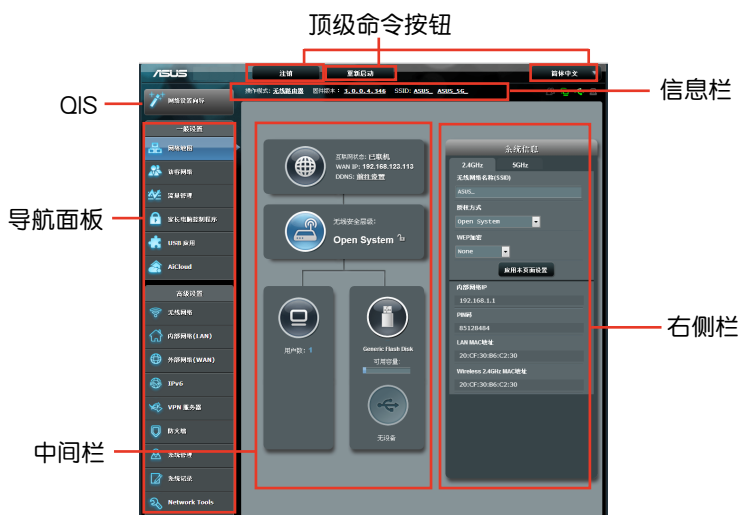 顶级命令按钮
ASUS
注销
重新启动
简体中文
QIS
网络设置向导
操作模式: 无线路由器 固件版本: 3.0.0.4.346 SSID: ASUS_ ASUS_5G_
信息栏
导航面板
一般设置
网络地图
访客网络
流量管理
家长电脑控制程序
USB 应用
AiCloud
高级设置
无线网络
内部网络(LAN)
外部网络(WAN)
IPv6
VPN 服务器
防火墙
系统管理
系统记录
Network Tools
中间栏
互联网状态: 已联机
WAN IP: 192.168.123.113
DDNS: 前往设置
无线安全层级:
Open System
用户数: 1
Generic Flash Disk
可用容量:
无设备
右侧栏
系统信息
2.4GHz 5GHz
无线网络名称(SSID)
ASUS_
授权方式
Open System
WEP加密
None
应用本页面设置
内部网络IP
192.168.1.1
PIN码
85128484
LAN MAC地址
20:CF:30:B6:C2:30
Wireless 2.4GHz MAC地址
20:CF:30:B6:C2:30